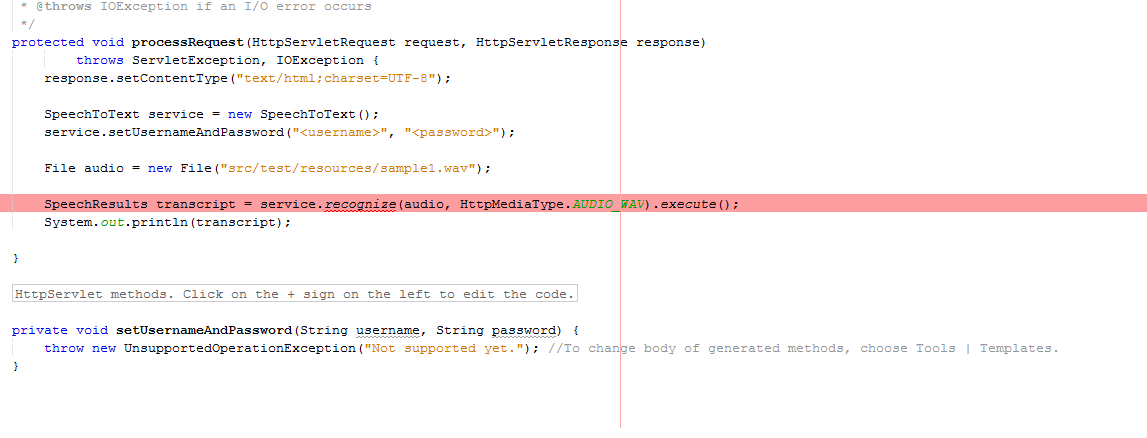 * @throws IOException if an I/O error occurs
*/
protected void processRequest(HttpServletRequest request, HttpServletResponse response)
throws ServletException, IOException {
response.setContentType("text/html;charset=UTF-8");
SpeechToText service = new SpeechToText();
service.setUsernameAndPassword("<username>", "<password>");
File audio = new File("src/test/resources/sample1.wav");
SpeechResults transcript = service.recognize(audio, HttpMediaType.AUDIO_WAV).execute();
System.out.println(transcript);
}
HttpServlet methods. Click on the + sign on the left to edit the code.
private void setUsernameAndPassword(String username, String password) {
throw new UnsupportedOperationException("Not supported yet."); //To change body of generated methods, choose Tools | Templates.
}